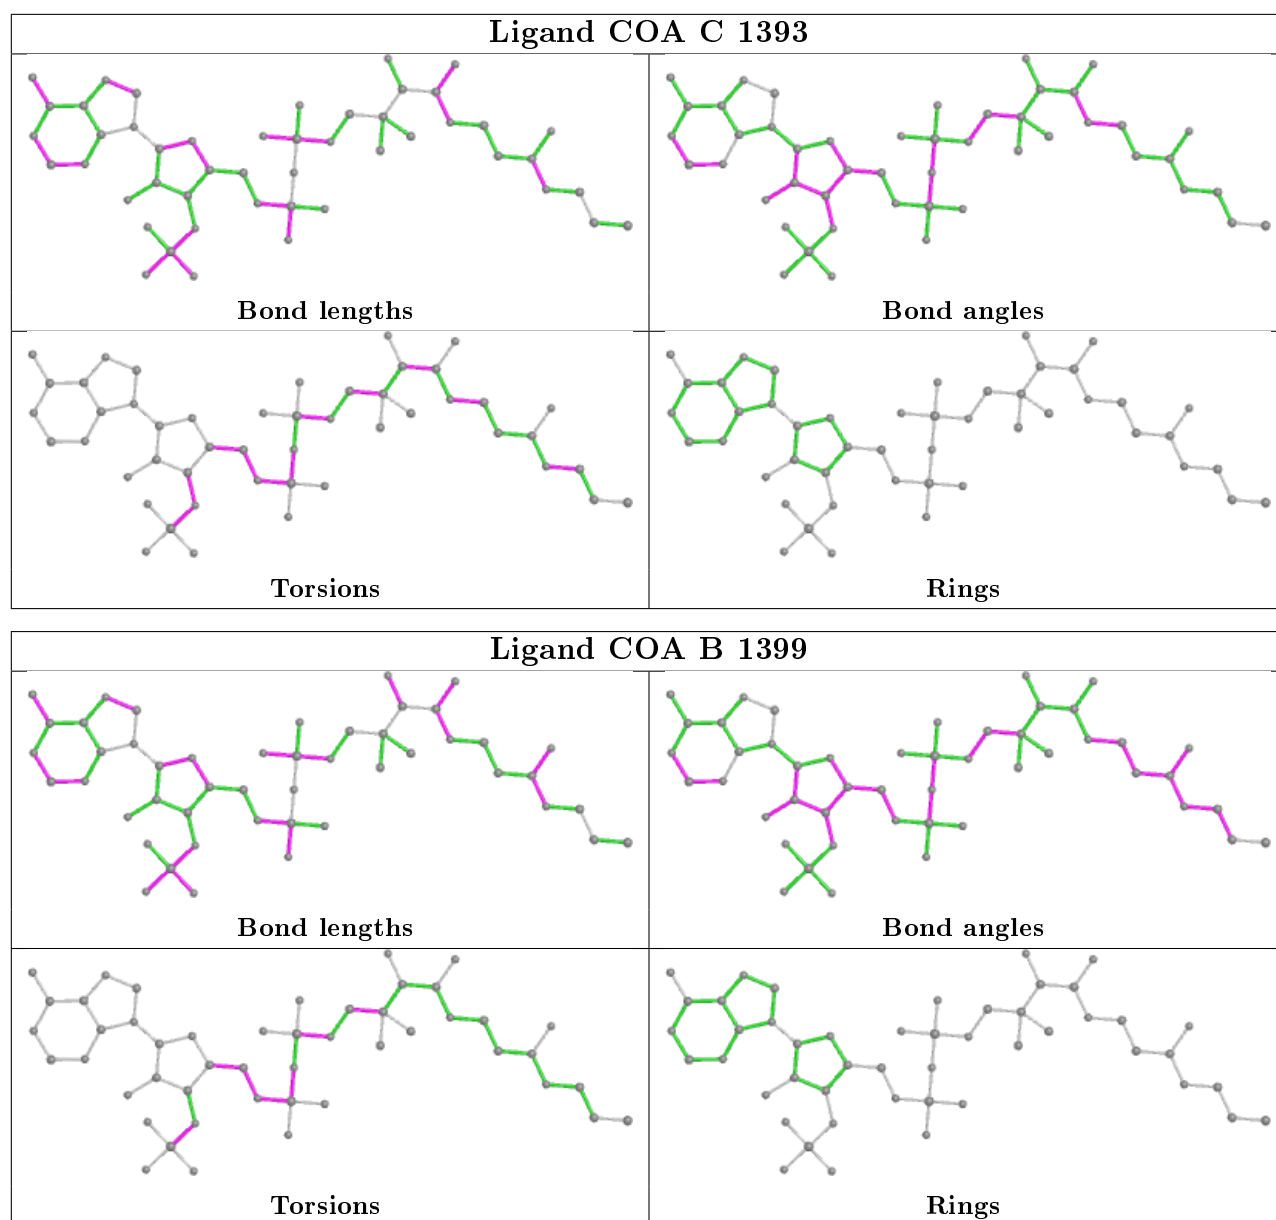 Ligand COA C 1393
Bond lengths
Bond angles
Torsions
Rings
Ligand COA B 1399
Bond lengths
Bond angles
Torsions
Rings